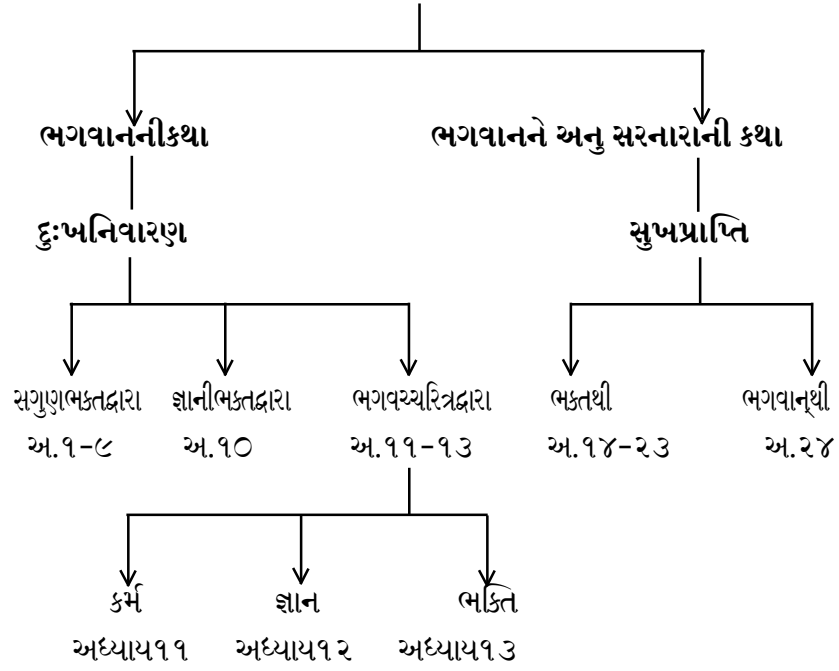 ભગવાનનીકથા ભગવાનને અનુ સરનારાની કથા
દુઃખનિવારણ સુખપ્રાપ્તિ
સગુણભક્તદ્વારા જ્ઞાનીભક્તદ્વારા ભગવચ્ચરિત્રદ્વારા ભક્તથી ભગવાન્‌થી
અ.૧-૯ અ.૧૦ અ.૧૧-૧૩ અ.૧૪-૨૩ અ.૨૪
કર્મ જ્ઞાન ભક્તિ
અધ્યાય૧૧ અધ્યાય૧૨ અધ્યાય૧૩